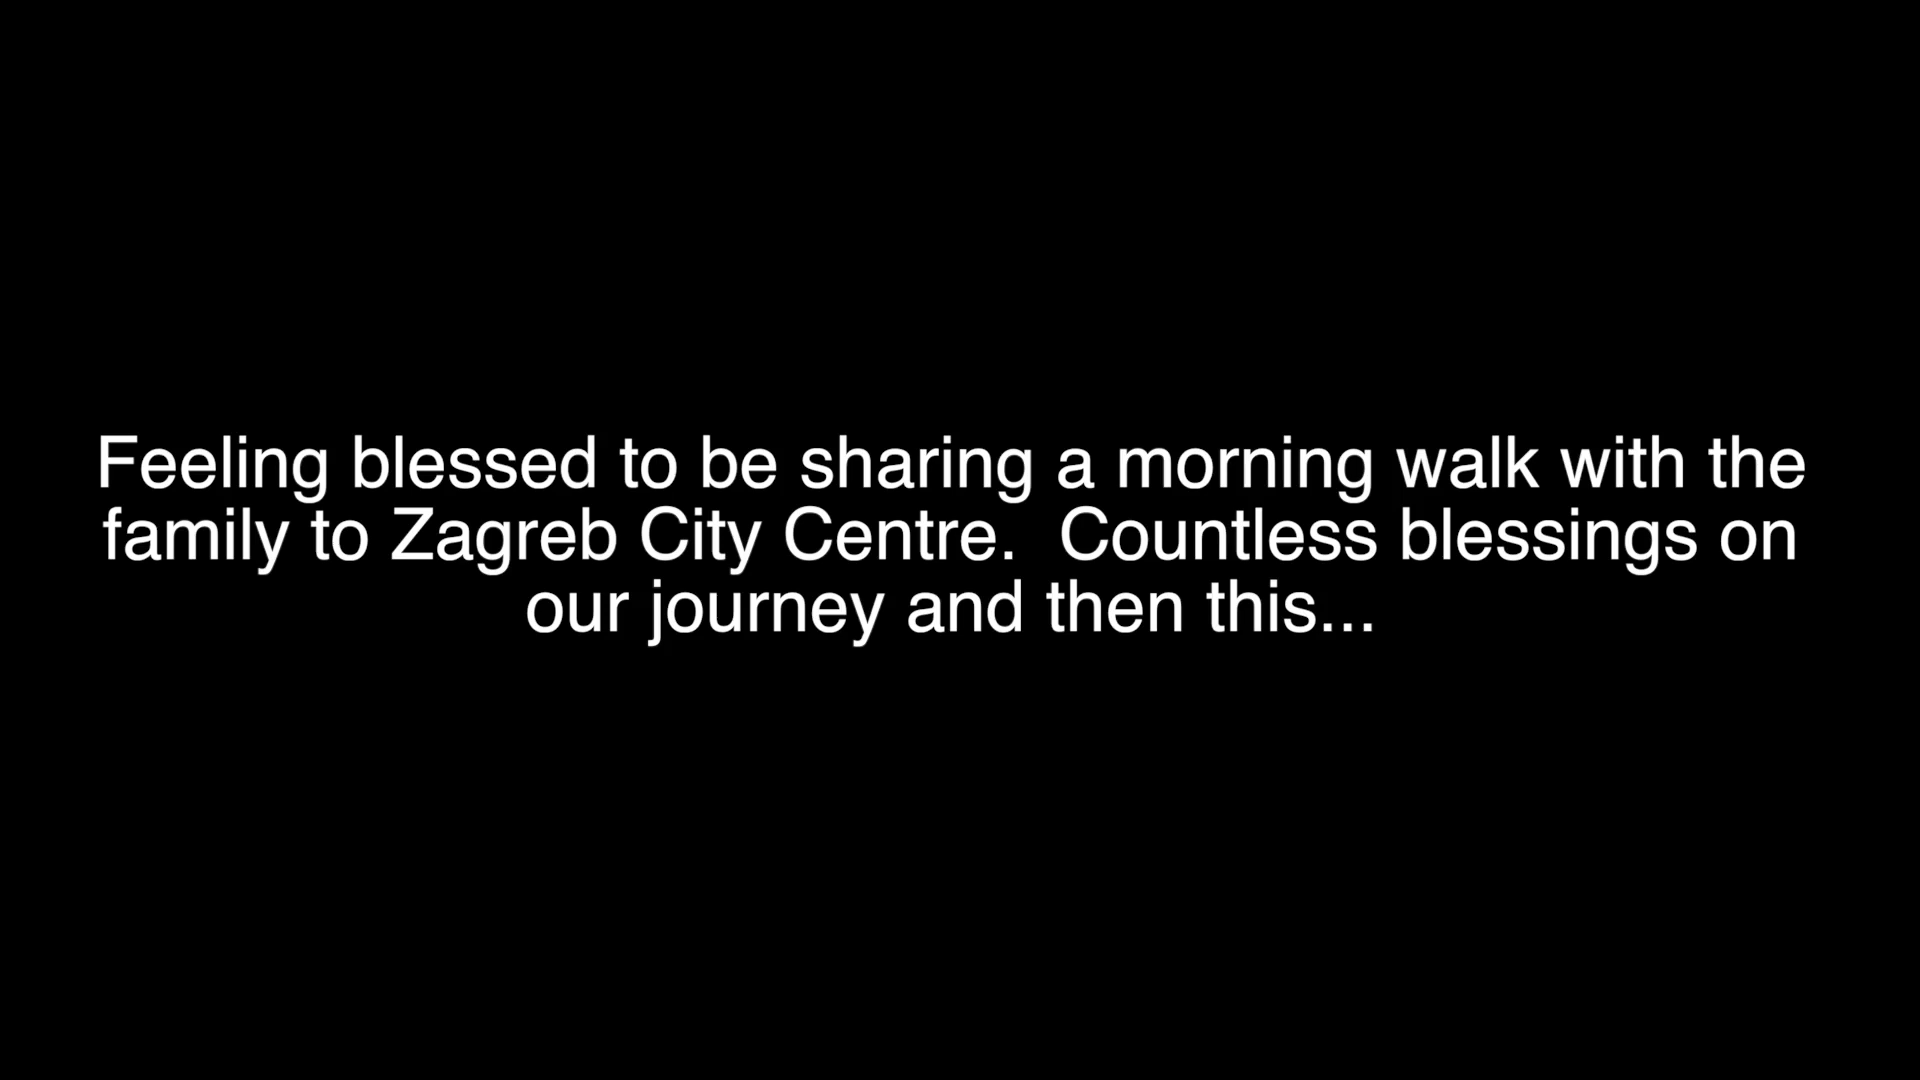 Feeling blessed to be sharing a morning walk with the
family to Zagreb City Centre.  Countless blessings on
our journey and then this...